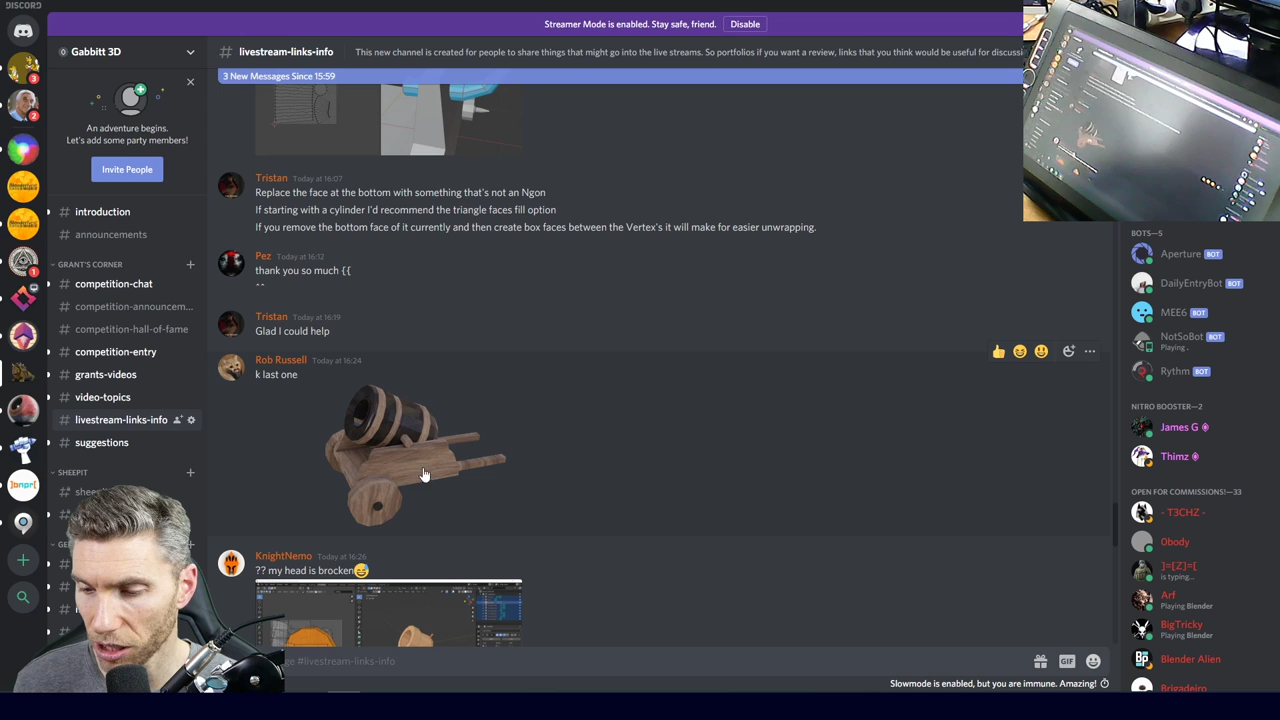 DISCORD
Streamer Mode is enabled. Stay safe, friend.
Disable
Gabbitt 3D
# livestream-links-info
This new channel is created for people to share things that might go into the live streams. So portfolios if you want a review, links that you think would be useful for discussi
3 New Messages Since 15:59
An adventure begins.
Let's add some party members!
Invite People
# introduction
# announcements
GRANT'S CORNER
# competition-chat
# competition-announcem...
# competition-hall-of-fame
# competition-entry
# grants-videos
# video-topics
# livestream-links-info
# suggestions
SHEEPIT
3
2
1
Tristan Today at 16:07
Replace the face at the bottom with something that's not an Ngon
If starting with a cylinder I'd recommend the triangle faces fill option
If you remove the bottom face of it currently and then create box faces between the Vertex's it will make for easier unwrapping.
Pez Today at 16:12
thank you so much {{
^^
Tristan Today at 16:19
Glad I could help
Rob Russell Today at 16:24
k last one
KnightNemo Today at 16:26
?? my head is brocken😅
#livestream-links-info
GIF
Slowmode is enabled, but you are immune. Amazing!
BOTS—5
Aperture BOT
DailyEntryBot BOT
MEE6 BOT
NotSoBot BOT
Playing .
Rythm BOT
NITRO BOOSTER—2
James G
Thimz
OPEN FOR COMMISSIONS!—33
- T3CHZ -
0body
]=[Z]=[
is typing...
Arf
Playing Blender
BigTricky
Playing Blender
Blender Alien
Brigadeiro